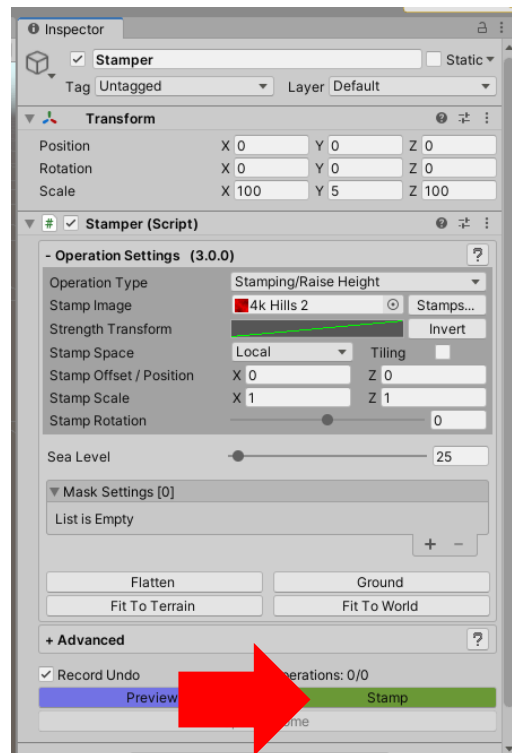 Inspector
Stamper Static
Tag Untagged Layer Default
Transform
Position X 0 Y 0 Z 0
Rotation X 0 Y 0 Z 0
Scale X 100 Y 5 Z 100
# Stamper (Script)
- Operation Settings (3.0.0) ?
Operation Type Stamping/Raise Height
Stamp Image 4k Hills 2 Stamps...
Strength Transform Invert
Stamp Space Local Tiling
Stamp Offset / Position X 0 Z 0
Stamp Scale X 1 Z 1
Stamp Rotation 0
Sea Level 25
Mask Settings [0]
List is Empty
+ -
Flatten Ground
Fit To Terrain Fit To World
+ Advanced ?
Record Undo perations: 0/0
Preview Stamp